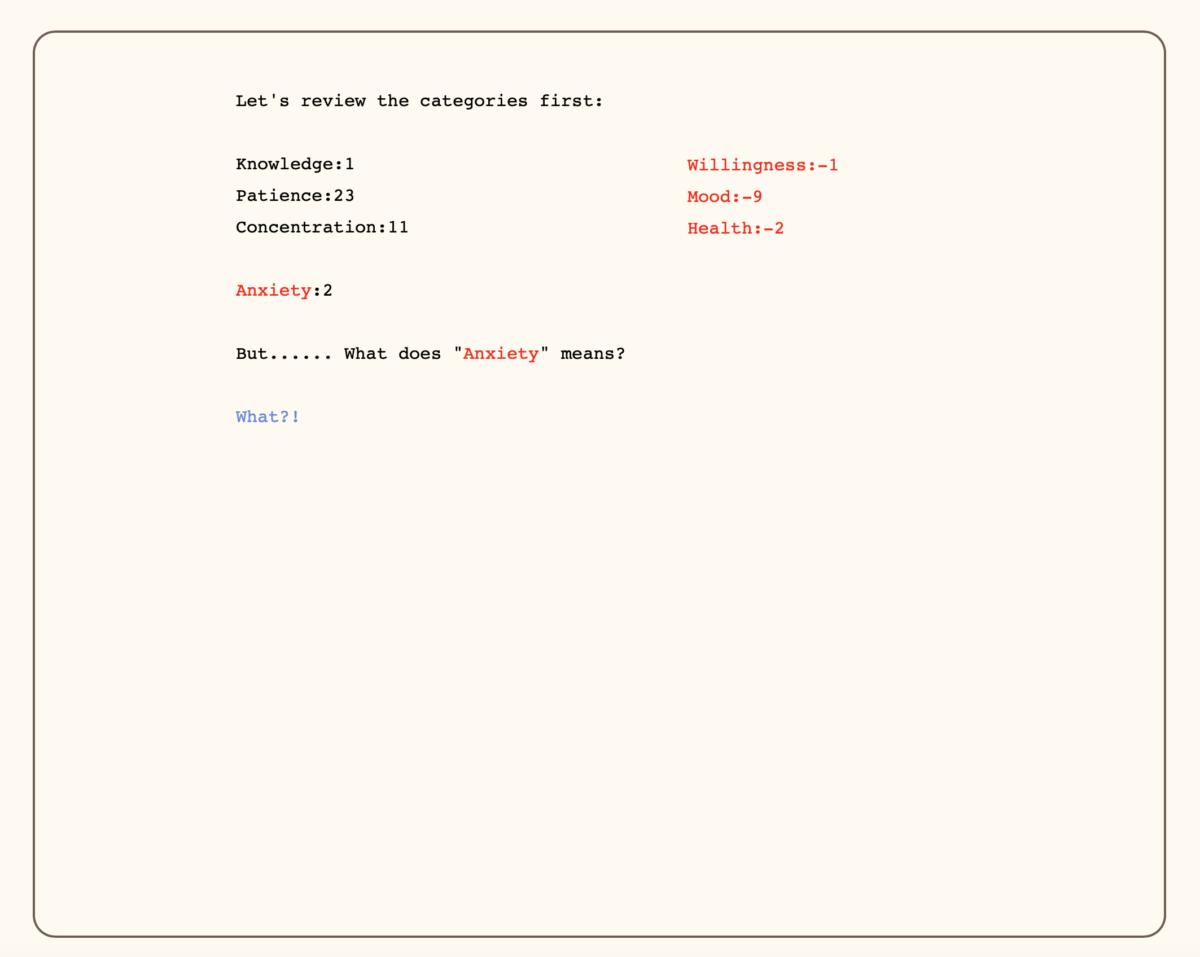 Let's review the categories first:
Knowledge:1
Patience:23
Concentration:11
Willingness:-1
Mood:-9
Health:-2
Anxiety:2
But...... What does "Anxiety" means?
What?!